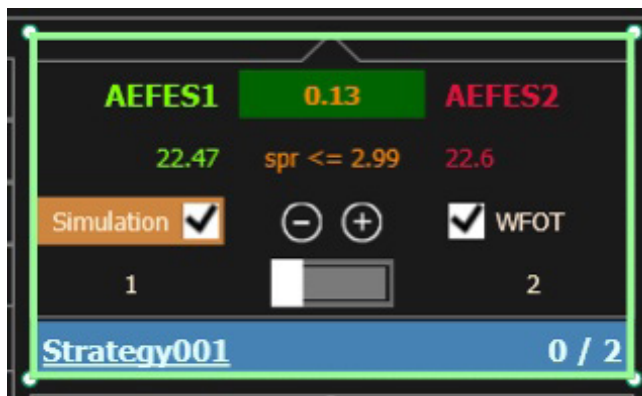 AEFES1 0.13 AEFES2
22.47 spr <= 2.99 22.6
Simulation WFOT
1 2
Strategy001 0 / 2